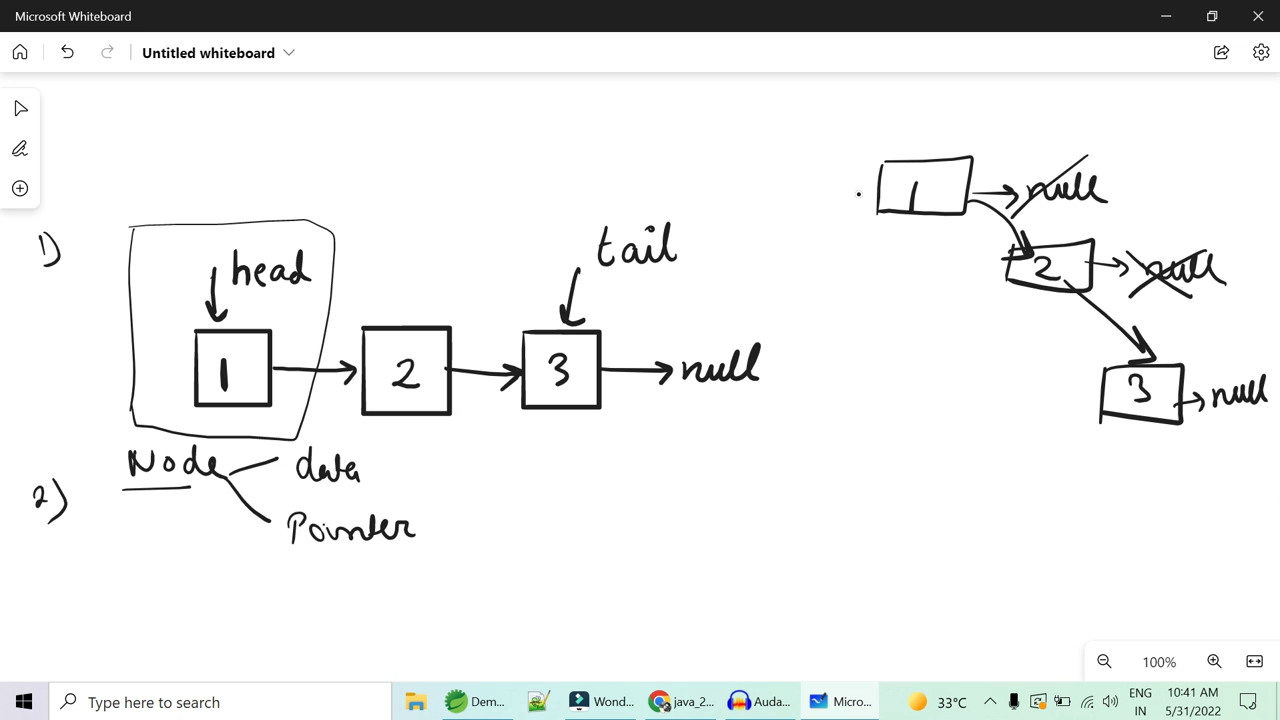 Microsoft Whiteboard
Untitled whiteboard
1)
head
tail
1
2
3
null
Node
data
2)
Pointer
1
null
2
null
3
null
100%
Type here to search
Dem...
Wond...
java_2...
Auda...
Micro...
33°C
ENG
IN
10:41 AM
5/31/2022